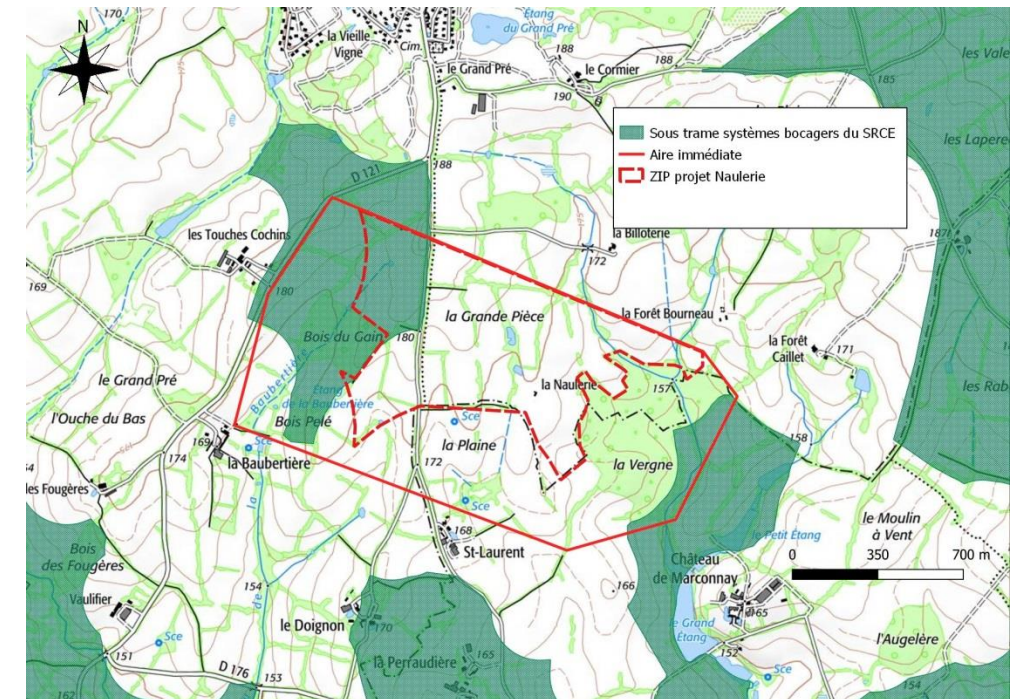 170
N
la Vieille
Vigne
Cim.
Étang
du Grand Pré
188
188
le Grand Pré
le Cormier
190
185
les Vale
les Lapere
Sous trame systèmes bocagers du SRCE
Aire immédiate
ZIP projet Naulerie
D 121
188
les Touches Cochins
la Billoterie
172
187
169
180
la Grande Pièce
la Forêt Bourneau
Bois du Gain
180
la Forêt
Caillet
171
le Grand Pré
Baubertière
Étang
de la Baubertière
la Naulerie
157
les Rab
l'Ouche du Bas
Bois Pelé
Sce
la Plaine
158
169
Sce
174
la Baubertière
172
la Vergne
les Fougères
Sce
168
St-Laurent
le Petit Étang
le Moulin
à Vent
0 350 700 m
Bois
des Fougères
Château
de Marconnay
154
de la
166
165
Vaulifier
le Grand
Étang
Sce
le Doignon
170
l'Augelère
151
la Perraudière
165
152
D 176
153
Sce
162